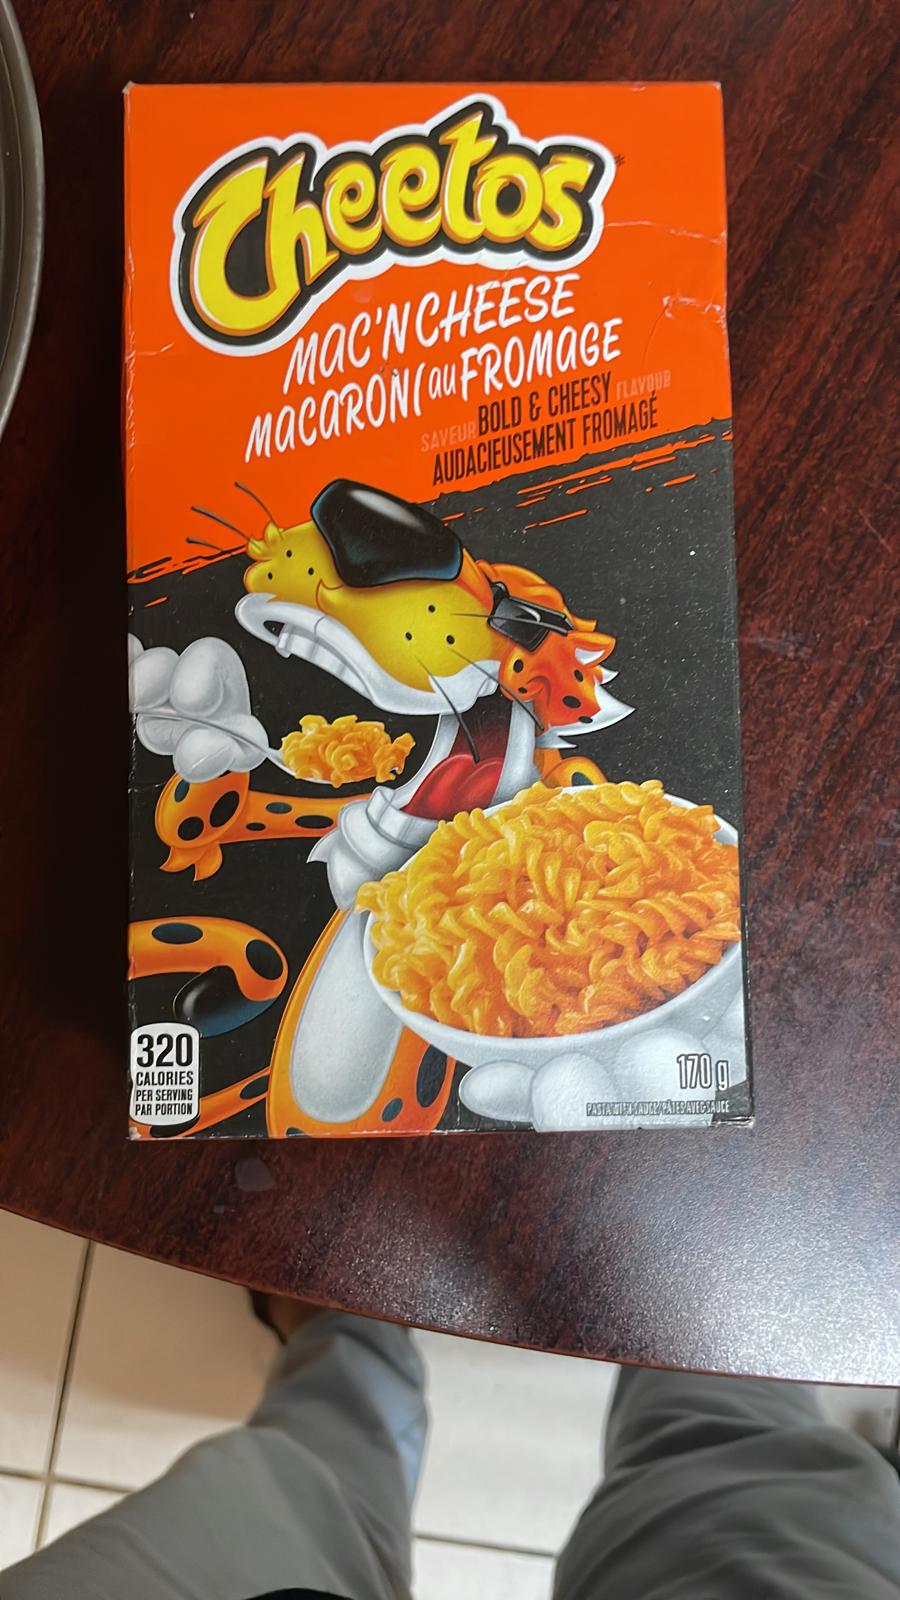 Cheetos
MAC'N CHEESE
MACARONI au FROMAGE
BOLD & CHEESY FLAVOUR
SAVEUR AUDACIEUSEMENT FROMAGÉ
320
CALORIES
PER SERVING
PAR PORTION
170 g
PASTA WITH SAUCE/PÂTES AVEC SAUCE